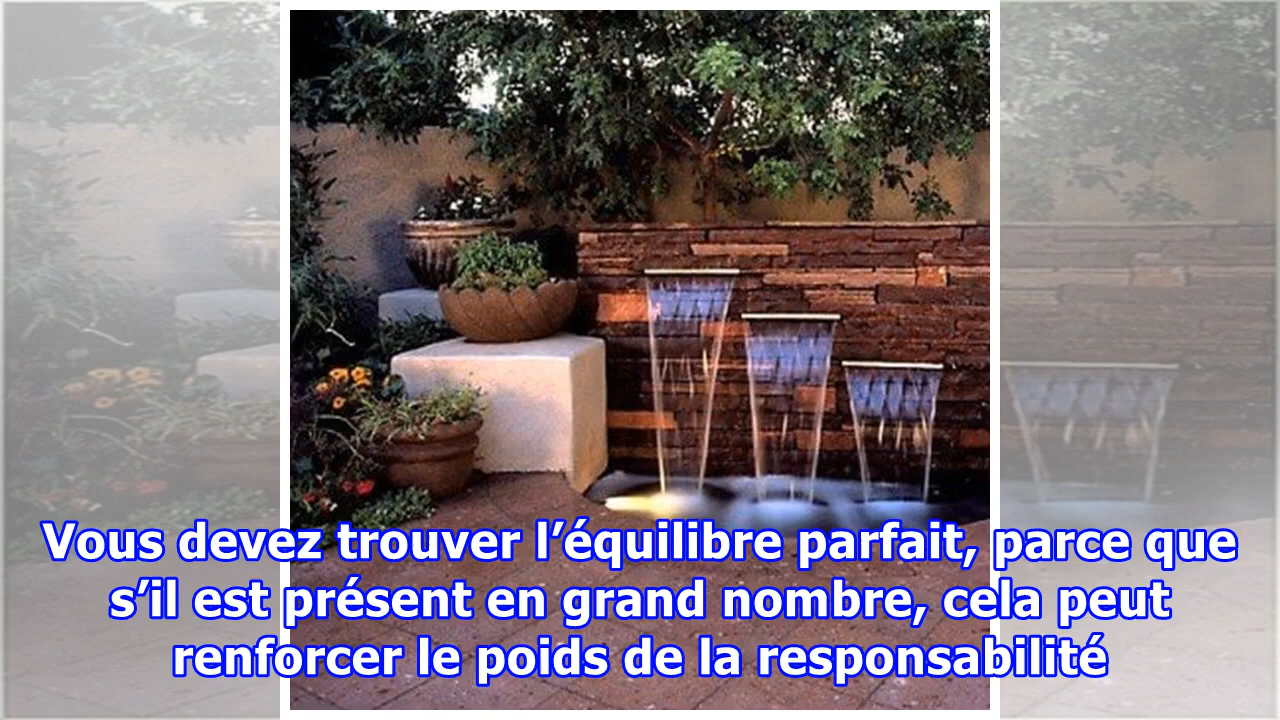 Vous devez trouver l’équilibre parfait, parce que
s’il est présent en grand nombre, cela peut
renforcer le poids de la responsabilité